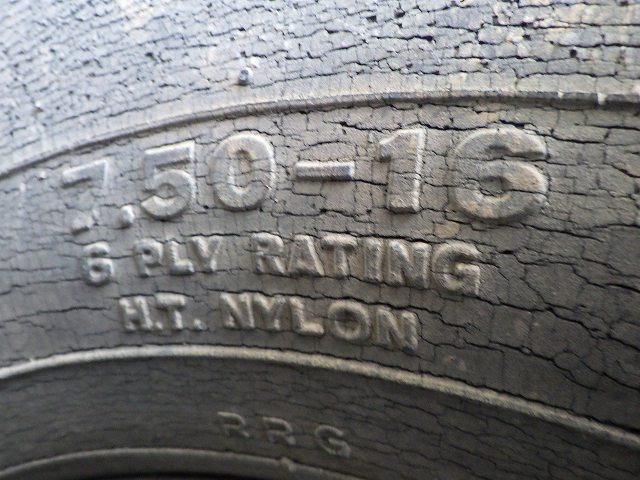 7.50-16
6 PLY RATING
H.T. NYLON
RRG